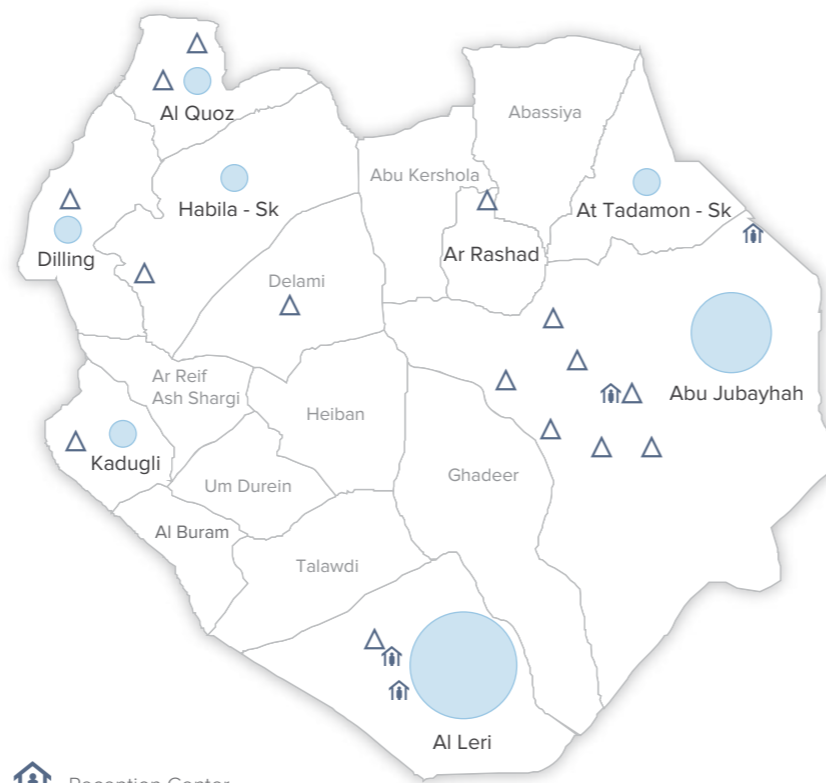 Al Quoz
Abassiya
Abu Kershola
Habila - Sk
At Tadamon - Sk
Dilling
Ar Rashad
Delami
Ar Reif
Ash Shargi
Abu Jubayhah
Heiban
Kadugli
Ghadeer
Um Durein
Al Buram
Talawdi
Al Leri
Reception Center